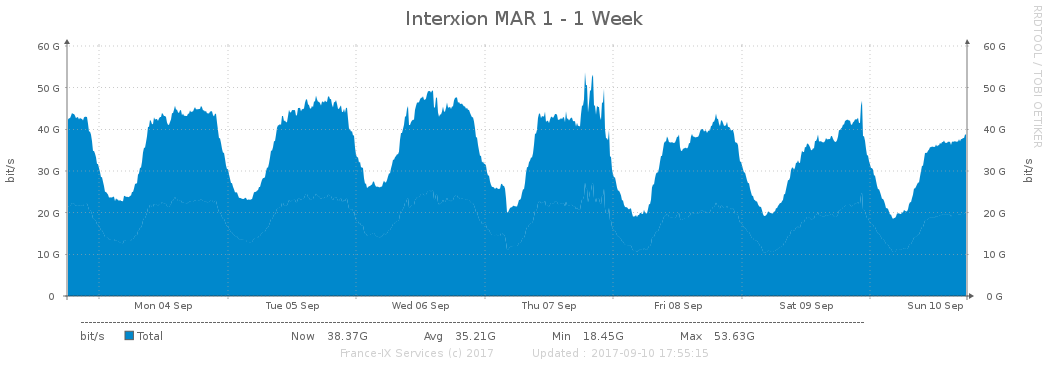 Interxion MAR 1 - 1 Week
RRDTOOL / TOBI OETIKER
bit/s
bit/s
60 G 60 G
50 G 50 G
40 G 40 G
30 G 30 G
20 G 20 G
10 G 10 G
0 0 G
Mon 04 Sep Tue 05 Sep Wed 06 Sep Thu 07 Sep Fri 08 Sep Sat 09 Sep Sun 10 Sep
bit/s Total Now 38.37G Avg 35.21G Min 18.45G Max 53.63G
France-IX Services (c) 2017 Updated : 2017-09-10 17:55:15